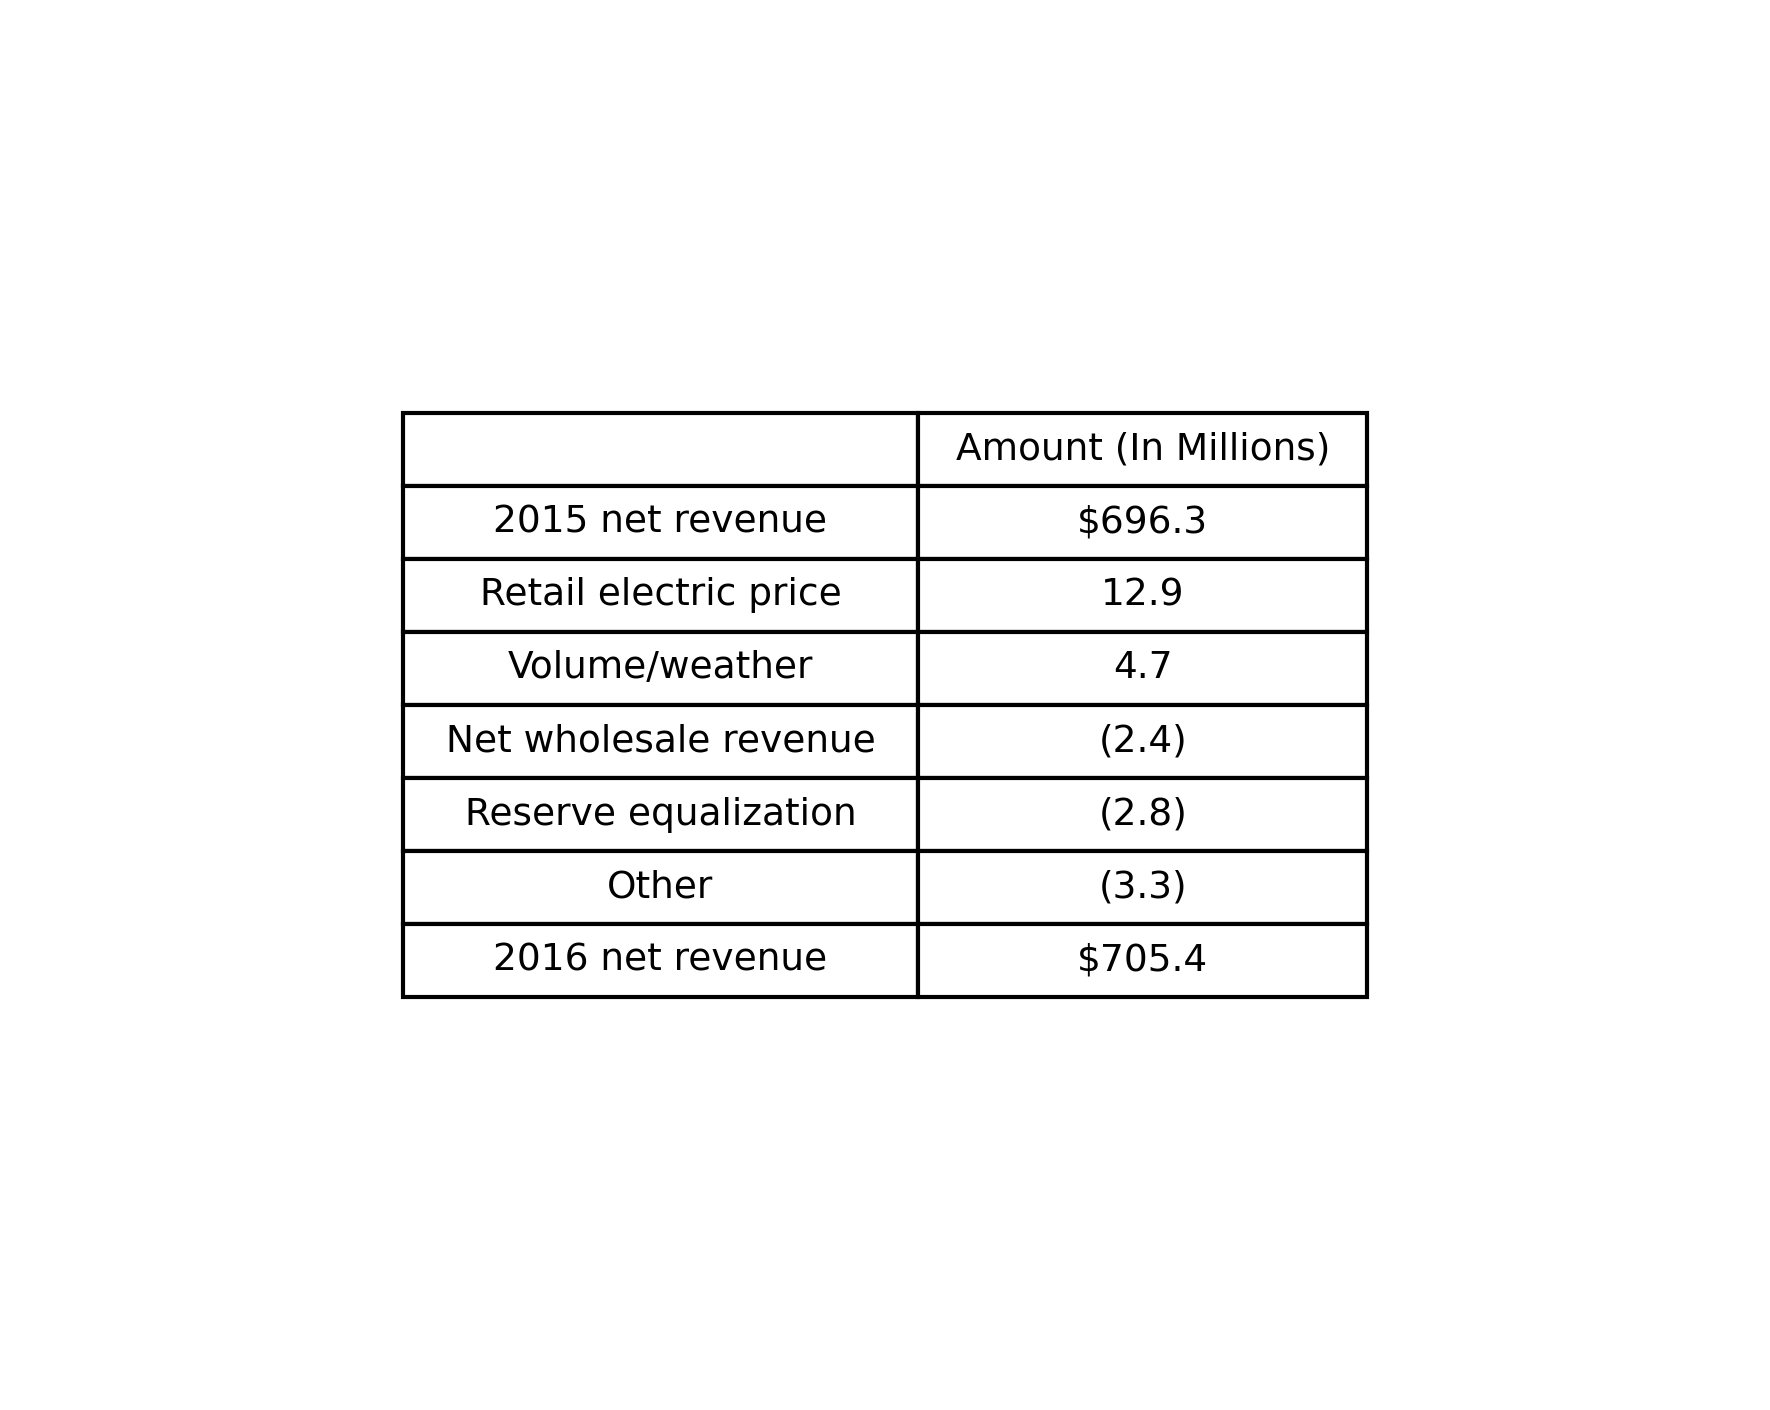 Amount (In Millions)
2015 net revenue $696.3
Retail electric price 12.9
Volume/weather 4.7
Net wholesale revenue (2.4)
Reserve equalization (2.8)
Other (3.3)
2016 net revenue $705.4